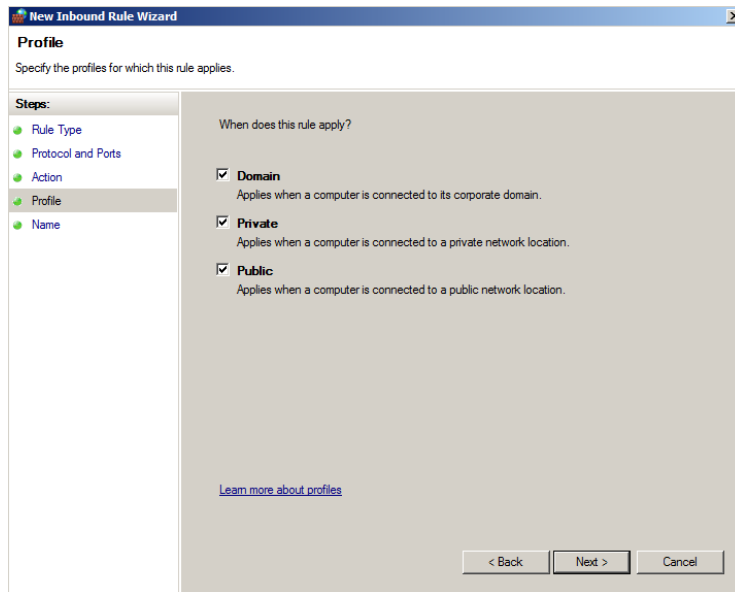 New Inbound Rule Wizard
Profile
Specify the profiles for which this rule applies.
Steps:
Rule Type
Protocol and Ports
Action
Profile
Name
When does this rule apply?
Domain
Applies when a computer is connected to its corporate domain.
Private
Applies when a computer is connected to a private network location.
Public
Applies when a computer is connected to a public network location.
Learn more about profiles
< Back
Next >
Cancel